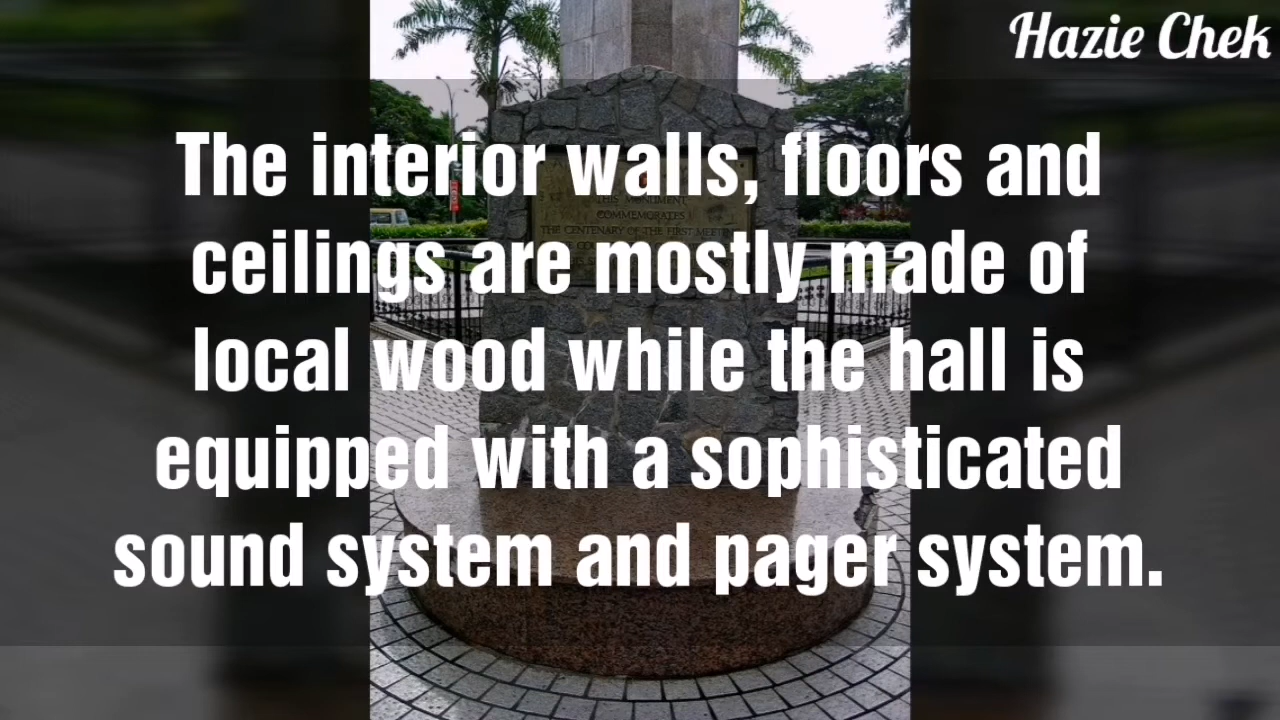 Hazie Chek
The interior walls, floors and
ceilings are mostly made of
local wood while the hall is
equipped with a sophisticated
sound system and pager system.
THIS MONUMENT
COMMEMORATES
THE CENTENARY OF THE FIRST